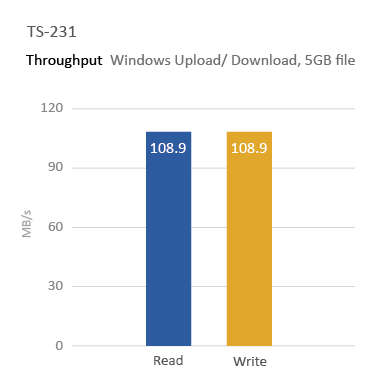 TS-231
Throughput Windows Upload/ Download, 5GB file
120
90
60
30
0
MB/s
108.9
108.9
Read
Write